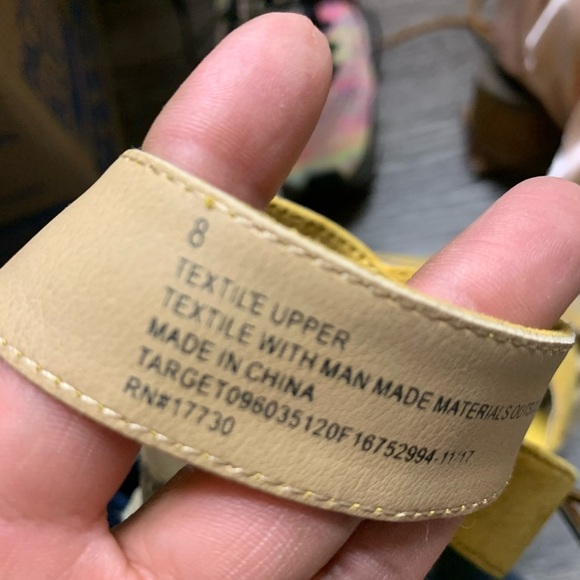 8
TEXTILE UPPER
TEXTILE WITH MAN MADE MATERIALS
MADE IN CHINA
TARGET096035120F16752994-11/17
RN#17730